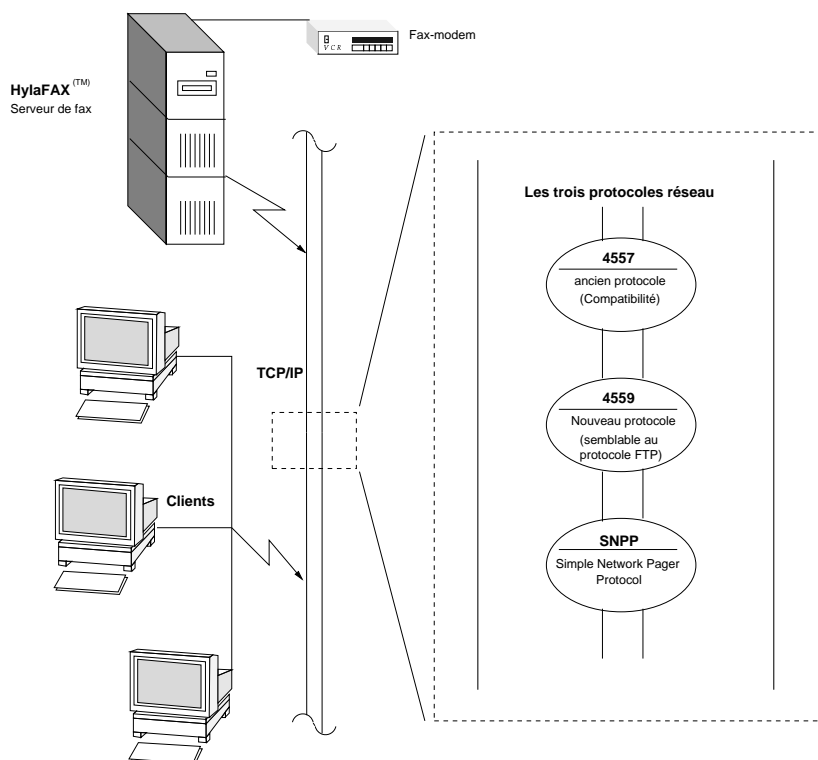 Fax-modem
VCR
HylaFAX (TM)
Serveur de fax
Les trois protocoles réseau
4557
ancien protocole
(Compatibilité)
TCP/IP
4559
Nouveau protocole
(semblable au
protocole FTP)
Clients
SNPP
Simple Network Pager
Protocol